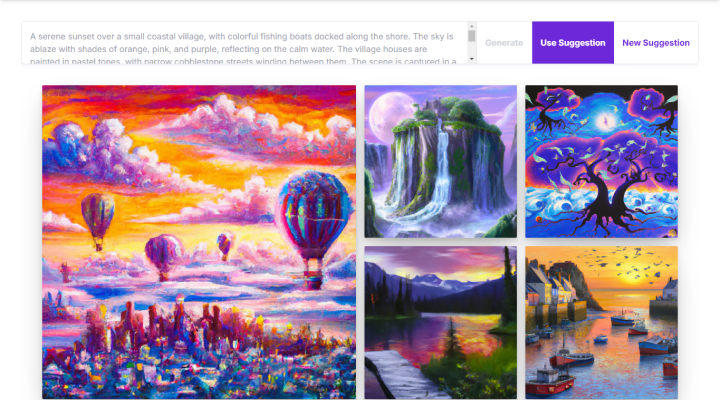 A serene sunset over a small coastal village, with colorful fishing boats docked along the shore. The sky is
ablaze with shades of orange, pink, and purple, reflecting on the calm water. The village houses are
painted in pastel tones, with narrow cobblestone streets winding between them. The scene is captured in a
Generate
Use Suggestion
New Suggestion